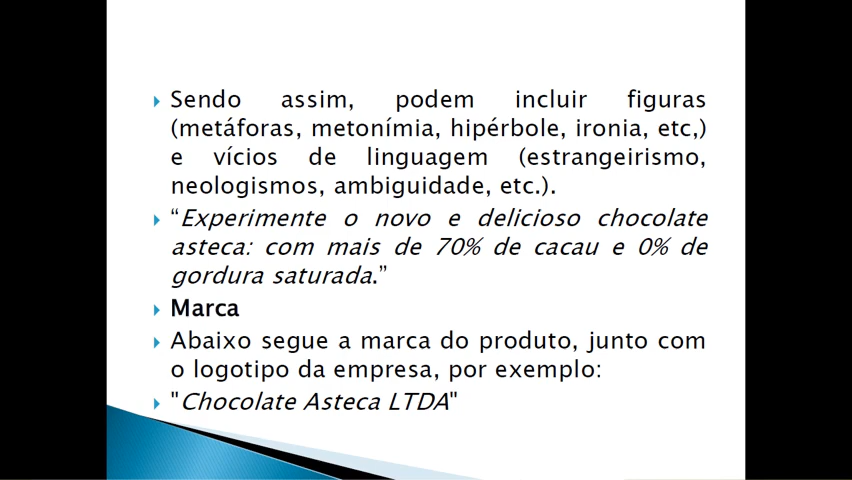 Sendo assim, podem incluir figuras
(metáforas, metonímia, hipérbole, ironia, etc,)
e vícios de linguagem (estrangeirismo,
neologismos, ambiguidade, etc.).
“Experimente o novo e delicioso chocolate
asteca: com mais de 70% de cacau e 0% de
gordura saturada.”
Marca
Abaixo segue a marca do produto, junto com
o logotipo da empresa, por exemplo:
"Chocolate Asteca LTDA"